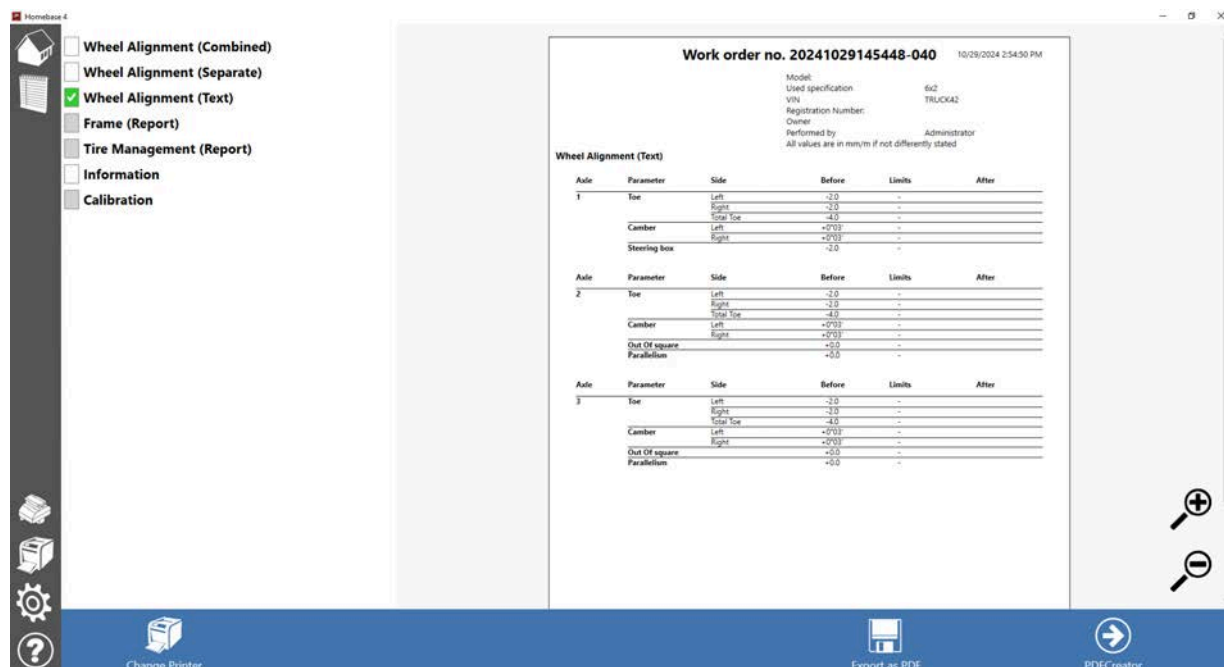 Homebase 4
Wheel Alignment (Combined)
Wheel Alignment (Separate)
Wheel Alignment (Text)
Frame (Report)
Tire Management (Report)
Information
Calibration
Work order no. 20241029145448-040 10/29/2024 2:54:50 PM
Model:
Used specification 6x2
VIN TRUCK42
Registration Number:
Owner
Performed by Administrator
All values are in mm/m if not differently stated
Wheel Alignment (Text)
Axle Parameter Side Before Limits After
1 Toe Left -2.0 -
Right -2.0 -
Total Toe -4.0 -
Camber Left +0°03' -
Right +0°03' -
Steering box -2.0 -
Axle Parameter Side Before Limits After
2 Toe Left -2.0 -
Right -2.0 -
Total Toe -4.0 -
Camber Left +0°03' -
Right +0°03' -
Out Of square +0.0 -
Parallelism +0.0 -
Axle Parameter Side Before Limits After
3 Toe Left -2.0 -
Right -2.0 -
Total Toe -4.0 -
Camber Left +0°03' -
Right +0°03' -
Out Of square +0.0 -
Parallelism +0.0 -
Change Printer Export as PDF PDFCreator